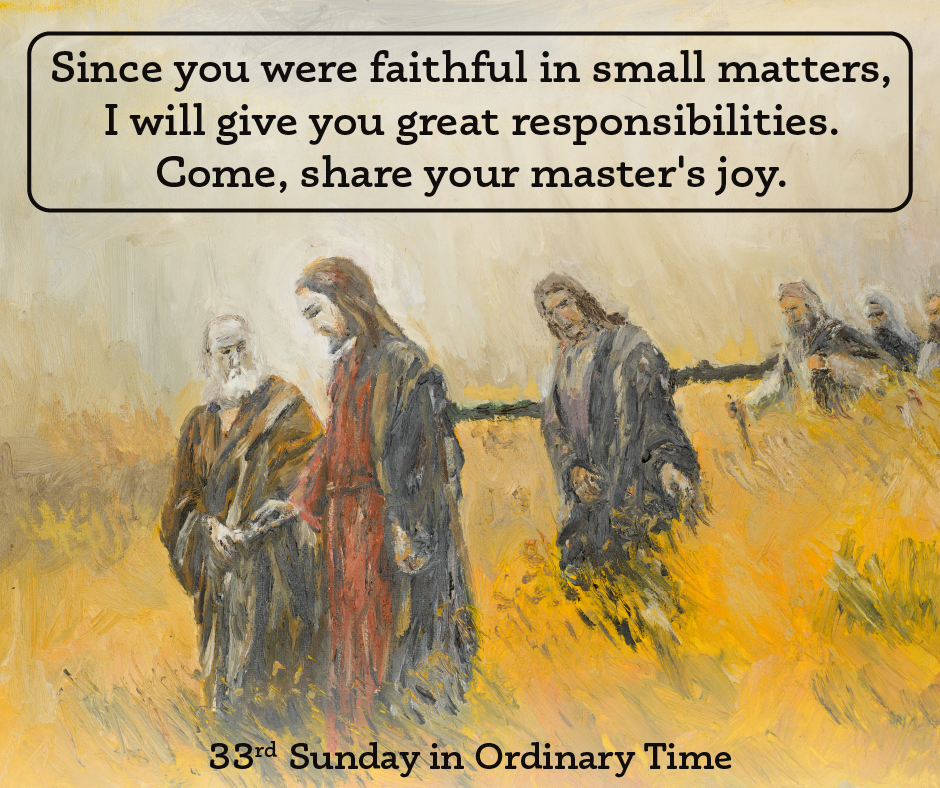 Since you were faithful in small matters,
I will give you great responsibilities.
Come, share your master's joy.
33rd Sunday in Ordinary Time